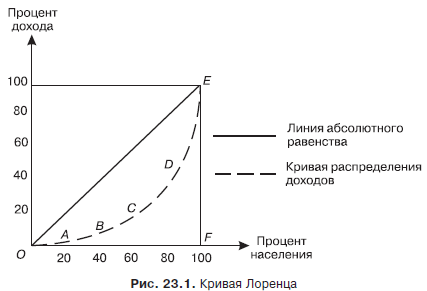 Процент
дохода
100
80
60
40
20
O
A
B
C
D
E
F
20 40 60 80 100
Процент
населения
Линия абсолютного
равенства
Кривая распределения
доходов
Рис. 23.1. Кривая Лоренца